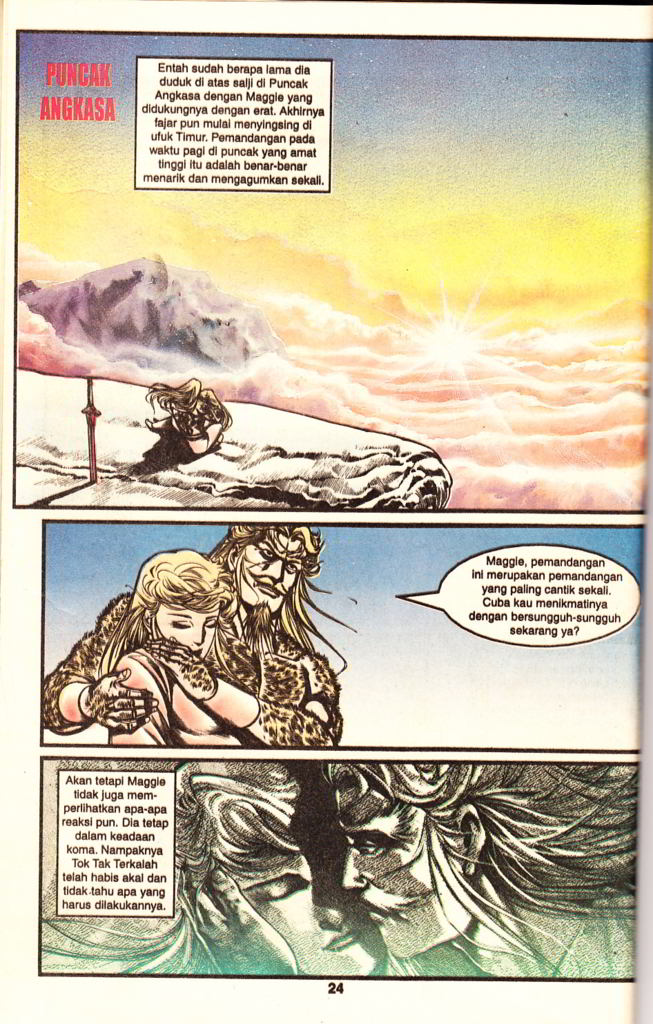 PUNCAK
ANGKASA
Entah sudah berapa lama dia
duduk di atas salji di Puncak
Angkasa dengan Maggie yang
didukungnya dengan erat. Akhirnya
fajar pun mulai menyingsing di
ufuk Timur. Pemandangan pada
waktu pagi di puncak yang amat
tinggi itu adalah benar-benar
menarik dan mengagumkan sekali.
Maggie, pemandangan
ini merupakan pemandangan
yang paling cantik sekali.
Cuba kau menikmatinya
dengan bersungguh-sungguh
sekarang ya?
Akan tetapi Maggie
tidak juga mem-
perlihatkan apa-apa
reaksi pun. Dia tetap
dalam keadaan
koma. Nampaknya
Tok Tak Terkalah
telah habis akal dan
tidak tahu apa yang
harus dilakukannya.
24